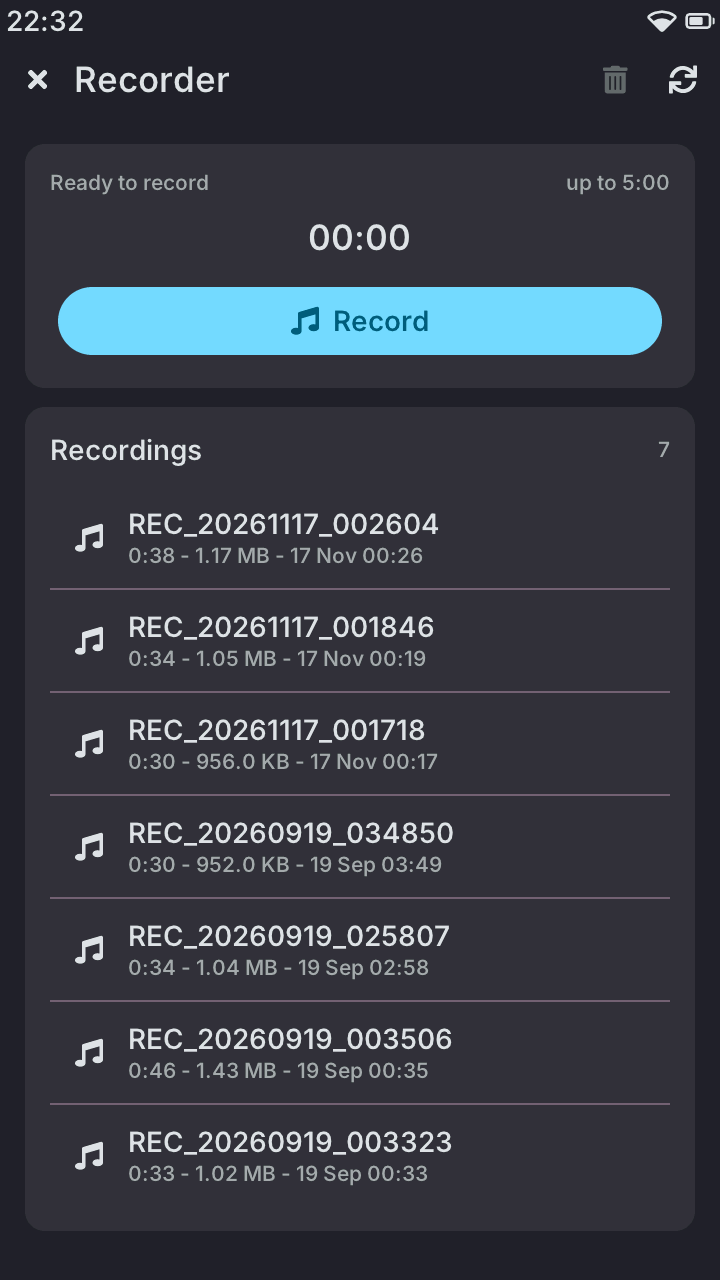 22:32
Recorder
Ready to record
up to 5:00
00:00
Record
Recordings
7
REC_20261117_002604
0:38 - 1.17 MB - 17 Nov 00:26
REC_20261117_001846
0:34 - 1.05 MB - 17 Nov 00:19
REC_20261117_001718
0:30 - 956.0 KB - 17 Nov 00:17
REC_20260919_034850
0:30 - 952.0 KB - 19 Sep 03:49
REC_20260919_025807
0:34 - 1.04 MB - 19 Sep 02:58
REC_20260919_003506
0:46 - 1.43 MB - 19 Sep 00:35
REC_20260919_003323
0:33 - 1.02 MB - 19 Sep 00:33